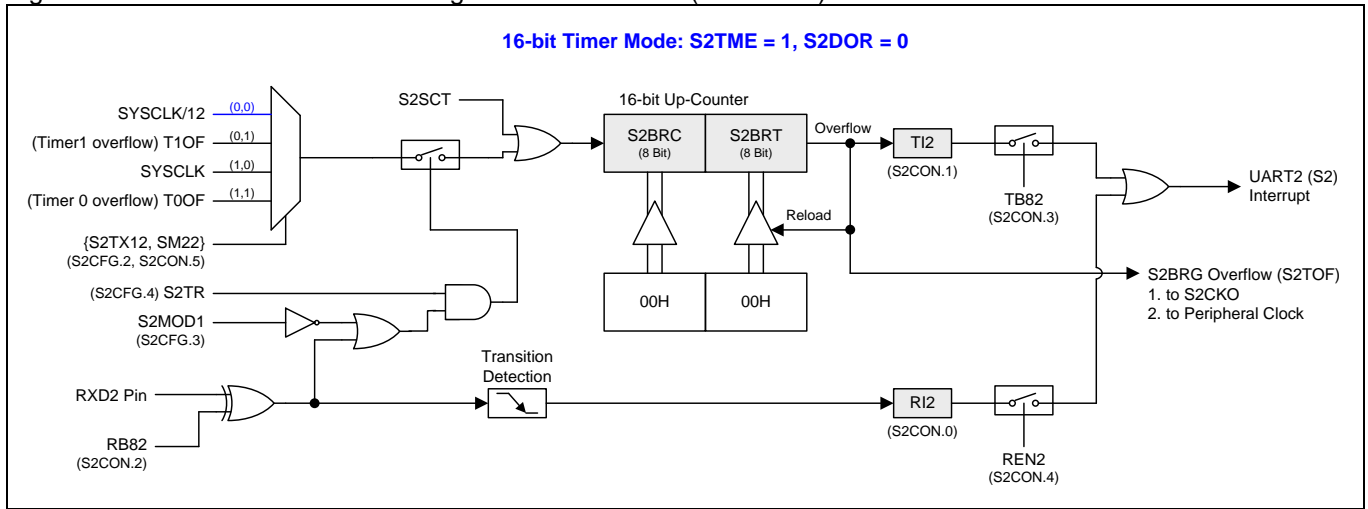 16-bit Timer Mode: S2TME = 1, S2DOR = 0
SYSCLK/12 (0,0)
(Timer1 overflow) T1OF (0,1)
SYSCLK (1,0)
(Timer 0 overflow) T0OF (1,1)
{S2TX12, SM22}
(S2CFG.2, S2CON.5)
(S2CFG.4) S2TR
S2MOD1
(S2CFG.3)
RXD2 Pin
RB82
(S2CON.2)
S2SCT
16-bit Up-Counter
S2BRC
(8 Bit)
S2BRT
(8 Bit)
Overflow
Reload
00H
00H
Transition
Detection
TI2
(S2CON.1)
TB82
(S2CON.3)
RI2
(S2CON.0)
REN2
(S2CON.4)
UART2 (S2)
Interrupt
S2BRG Overflow (S2TOF)
1. to S2CKO
2. to Peripheral Clock